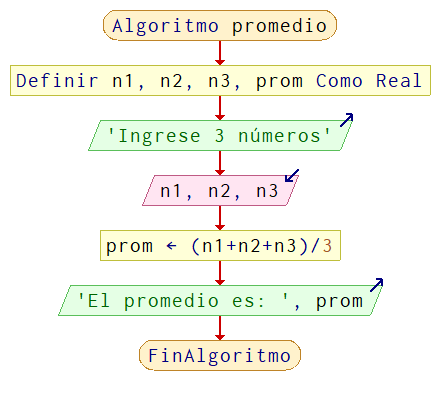 Algoritmo promedio
Definir n1, n2, n3, prom Como Real
'Ingrese 3 números'
n1, n2, n3
prom ← (n1+n2+n3)/3
'El promedio es: ', prom
FinAlgoritmo